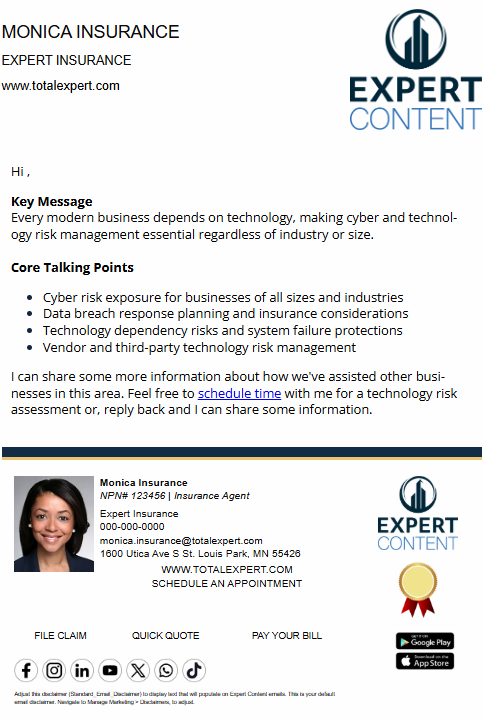 MONICA INSURANCE
EXPERT INSURANCE
www.totalexpert.com
EXPERT
CONTENT
Hi ,
Key Message
Every modern business depends on technology, making cyber and technol-
ogy risk management essential regardless of industry or size.
Core Talking Points
• Cyber risk exposure for businesses of all sizes and industries
• Data breach response planning and insurance considerations
• Technology dependency risks and system failure protections
• Vendor and third-party technology risk management
I can share some more information about how we've assisted other busi-
nesses in this area. Feel free to schedule time with me for a technology risk
assessment or, reply back and I can share some information.
Monica Insurance
NPN# 123456 | Insurance Agent
Expert Insurance
000-000-0000
monica.insurance@totalexpert.com
1600 Utica Ave S St. Louis Park, MN 55426
WWW.TOTALEXPERT.COM
SCHEDULE AN APPOINTMENT
EXPERT
CONTENT
FILE CLAIM QUICK QUOTE PAY YOUR BILL
GET IT ON
Google Play
Download on the
App Store
Adjust this disclaimer (Standard_Email_Disclaimer) to display text that will populate on Expert Content emails. This is your default
email disclaimer. Navigate to Manage Marketing > Disclaimers, to adjust.